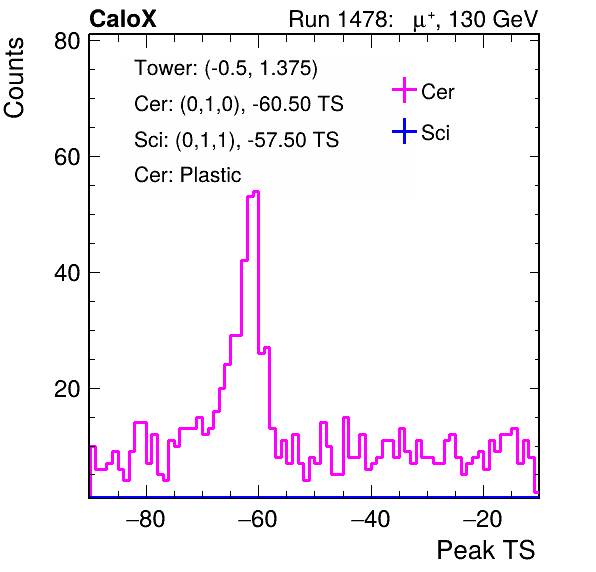 CaloX Run 1478: μ⁺, 130 GeV
Counts
80
60
40
20
Tower: (-0.5, 1.375)
Cer: (0,1,0), -60.50 TS
Sci: (0,1,1), -57.50 TS
Cer: Plastic
Cer
Sci
−80 −60 −40 −20
Peak TS